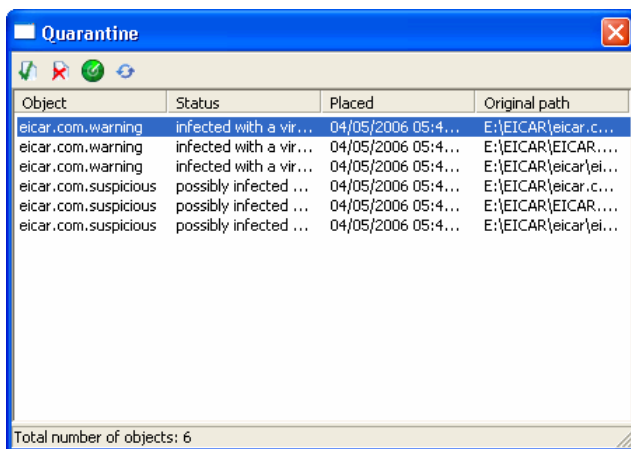 Quarantine
Object Status Placed Original path
eicar.com.warning infected with a vir... 04/05/2006 05:4... E:\EICAR\eicar.c...
eicar.com.warning infected with a vir... 04/05/2006 05:4... E:\EICAR\EICAR....
eicar.com.warning infected with a vir... 04/05/2006 05:4... E:\EICAR\eicar\ei...
eicar.com.suspicious possibly infected ... 04/05/2006 05:4... E:\EICAR\eicar.c...
eicar.com.suspicious possibly infected ... 04/05/2006 05:4... E:\EICAR\EICAR....
eicar.com.suspicious possibly infected ... 04/05/2006 05:4... E:\EICAR\eicar\ei...
Total number of objects: 6